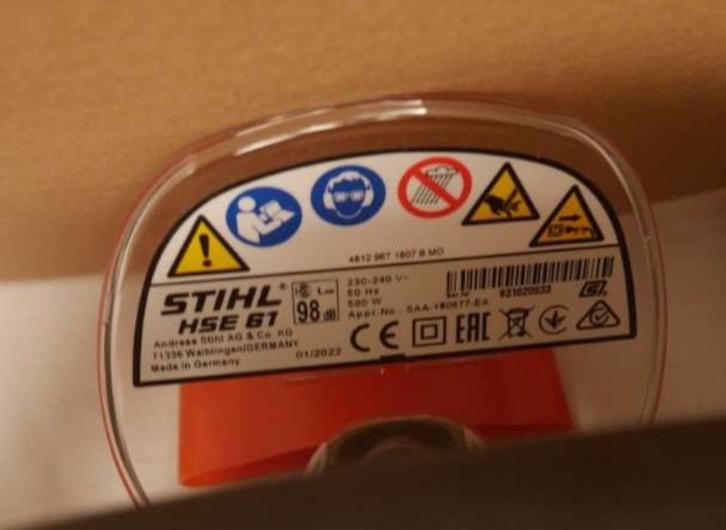 4812 967 1807 B MO
STIHL®
HSE 61
98 dB
230-240 V~
50 Hz
500 W
Appr.No.: SAA-180677-EA
931020933
Andreas Stihl AG & Co. KG
71336 Waiblingen/GERMANY
Made in Germany
01/2022
CE
EAC